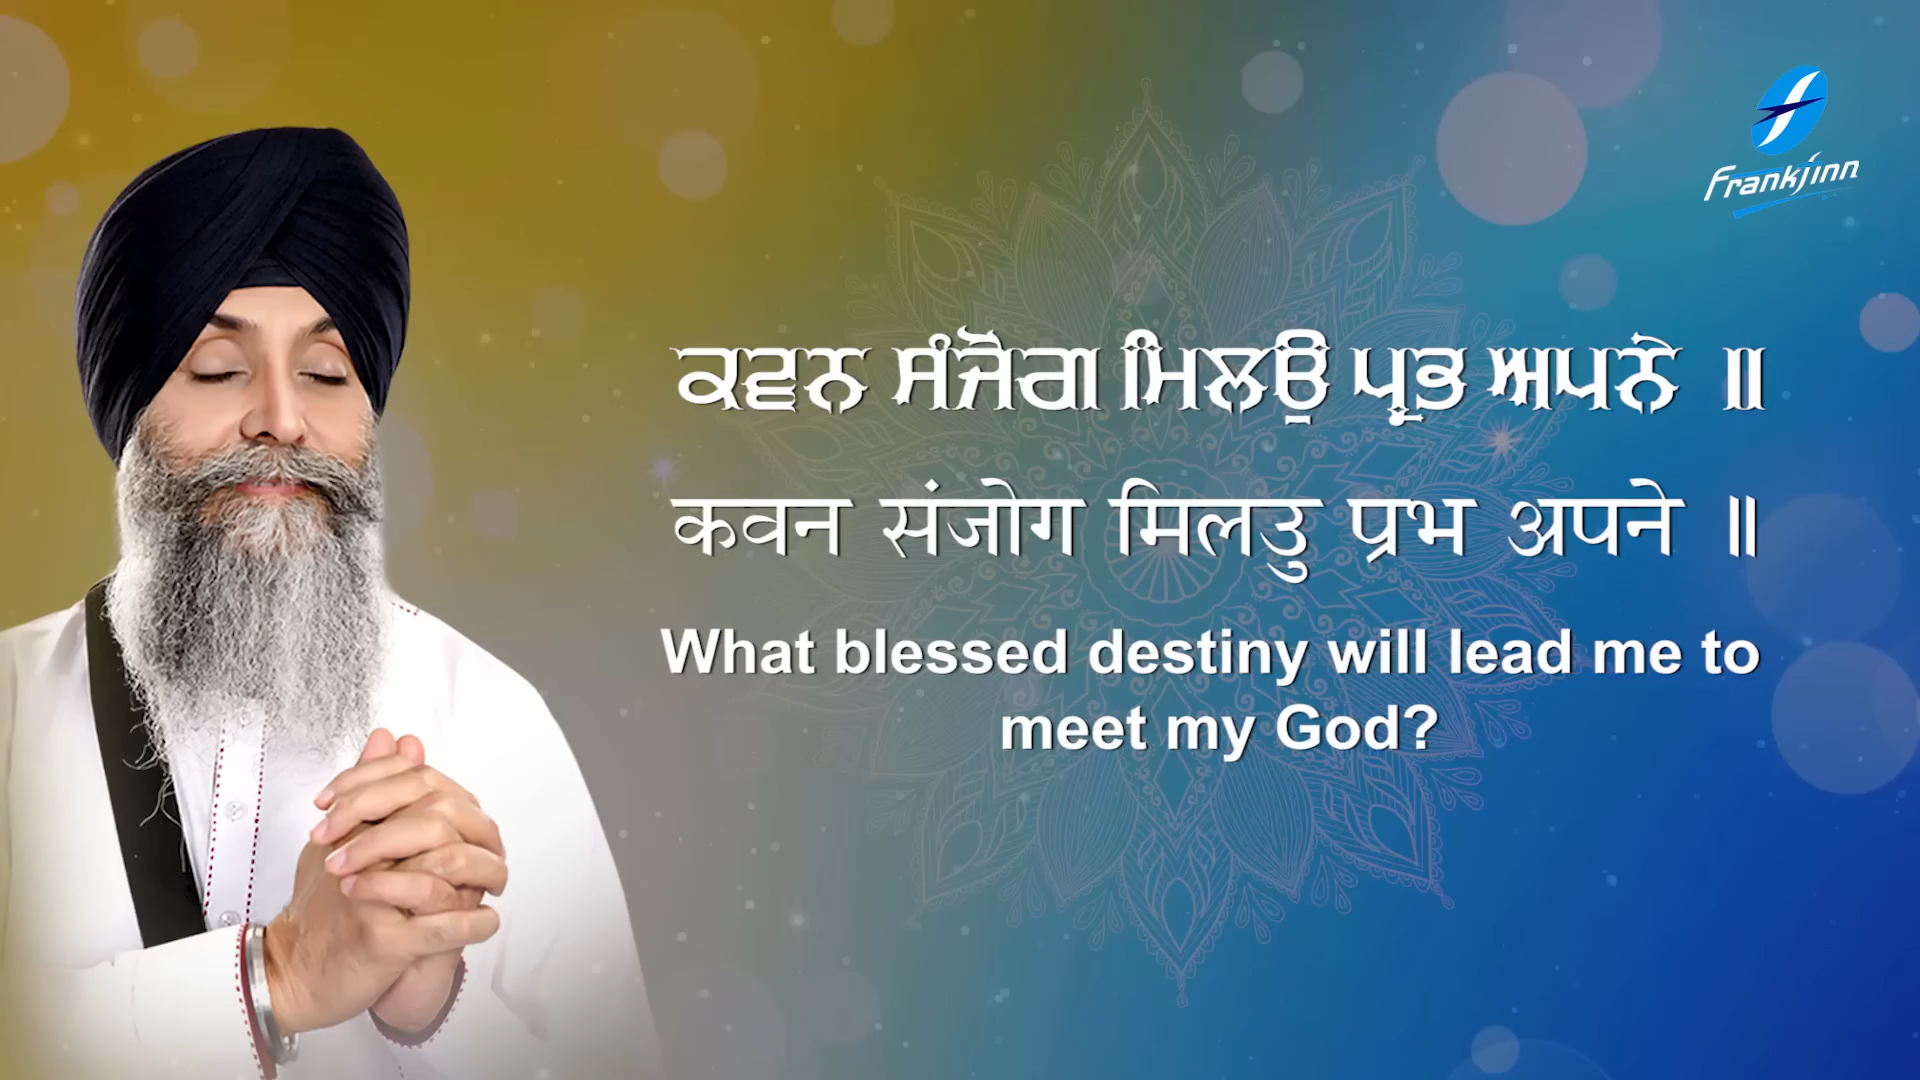 Frankfinn
ਕਵਨ ਸੰਜੋਗ ਮਿਲਉ ਪ੍ਰਭ ਅਪਨੇ ॥
कवन संजोग मिलउ प्रभ अपने ॥
What blessed destiny will lead me to
meet my God?